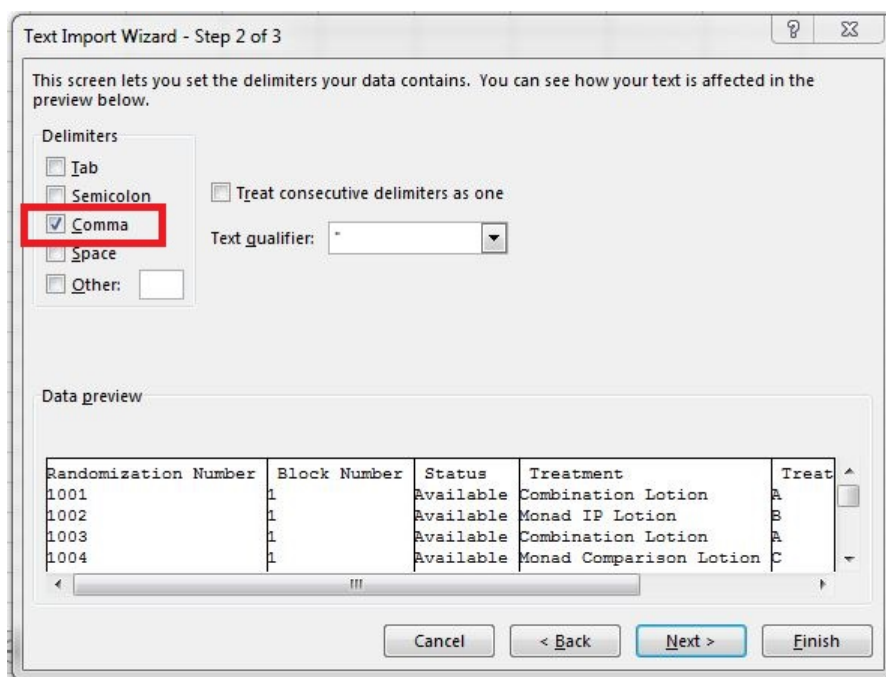 Text Import Wizard - Step 2 of 3
This screen lets you set the delimiters your data contains. You can see how your text is affected in the
preview below.
Delimiters
Tab
Semicolon
Comma
Space
Other:
Treat consecutive delimiters as one
Text qualifier: "
Data preview
Randomization Number Block Number Status Treatment Treat
1001 1 Available Combination Lotion A
1002 1 Available Monad IP Lotion B
1003 1 Available Combination Lotion A
1004 1 Available Monad Comparison Lotion C
Cancel < Back Next > Finish